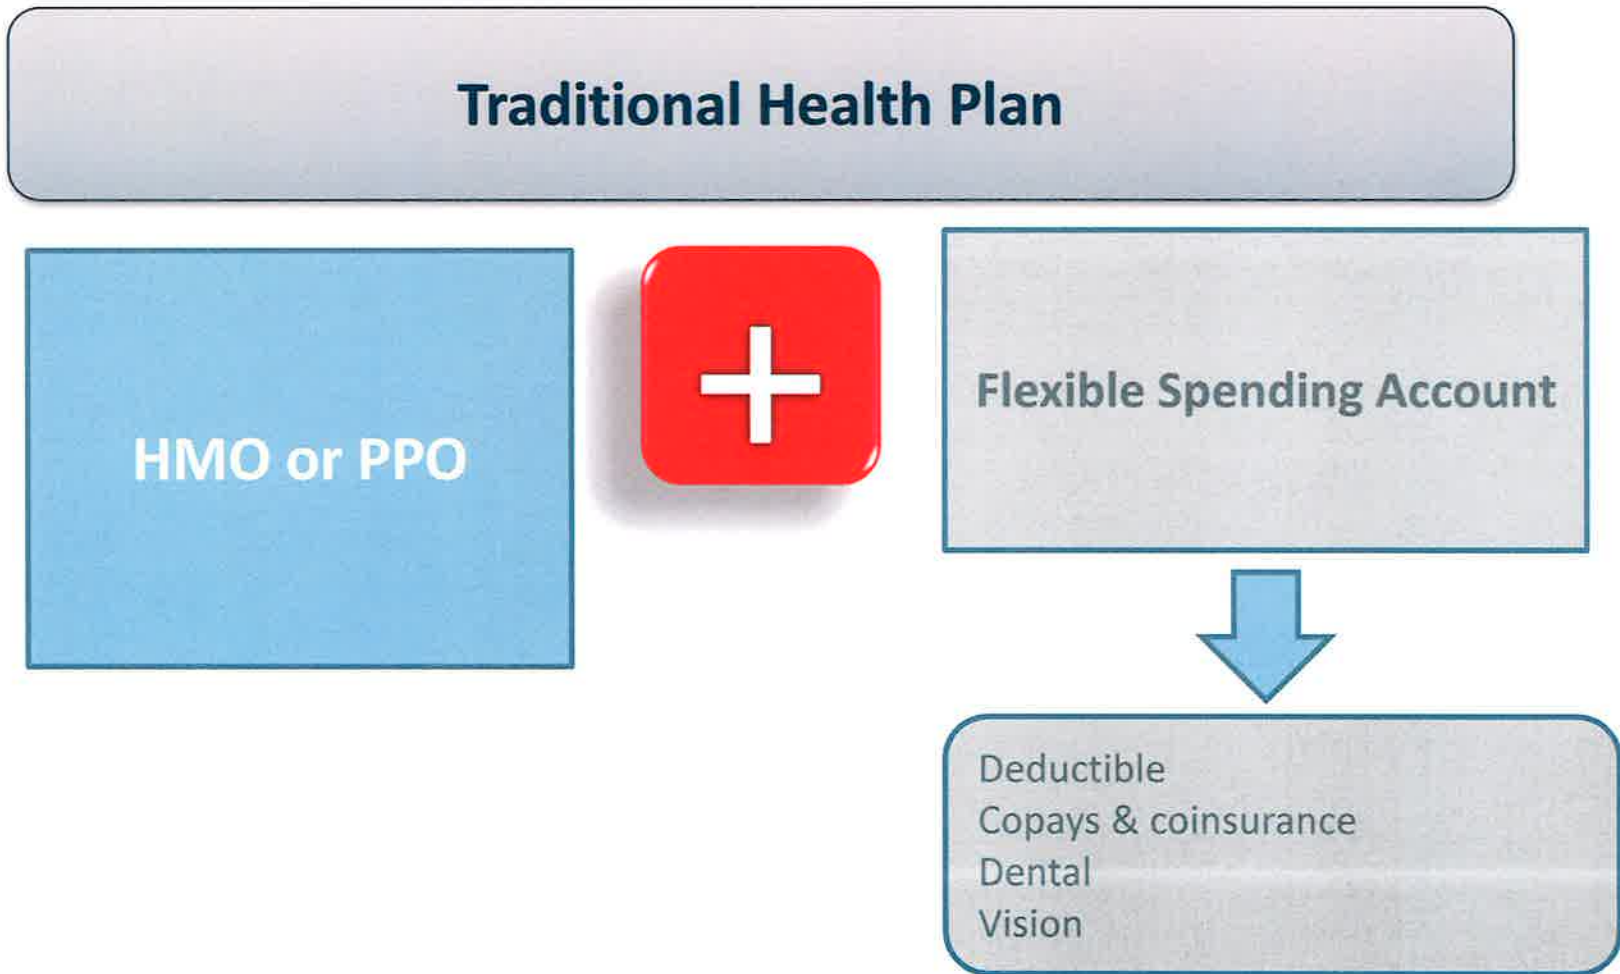 Traditional Health Plan
HMO or PPO
Flexible Spending Account
Deductible
Copays & coinsurance
Dental
Vision